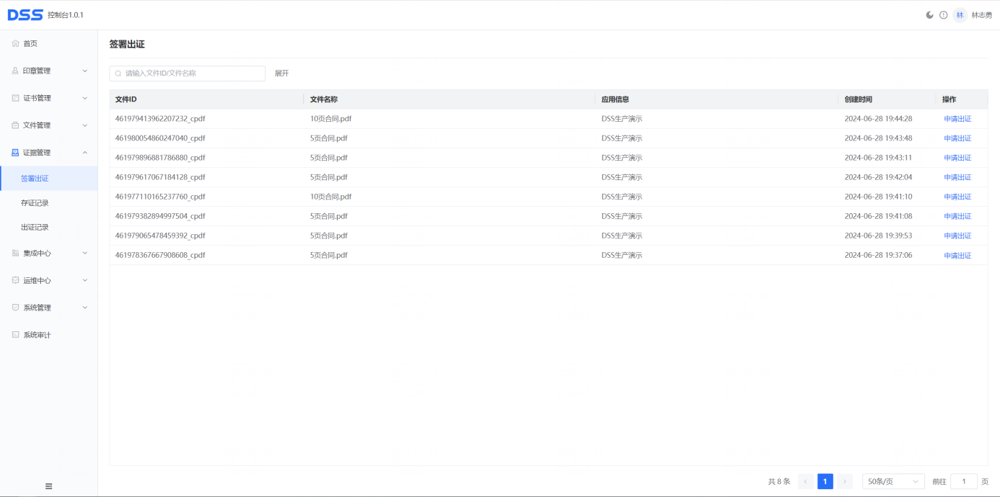 DSS 控制台1.0.1
林 林志勇
首页
印章管理
证书管理
文件管理
证据管理
签署出证
存证记录
出证记录
集成中心
运维中心
系统管理
系统审计
签署出证
请输入文件ID/文件名称 展开
文件ID 文件名称 应用信息 创建时间 操作
461979413962207232_cpdf 10页合同.pdf DSS生产演示 2024-06-28 19:44:28 申请出证
461980054860247040_cpdf 5页合同.pdf DSS生产演示 2024-06-28 19:43:48 申请出证
461979896881786880_cpdf 5页合同.pdf DSS生产演示 2024-06-28 19:43:11 申请出证
461979617067184128_cpdf 5页合同.pdf DSS生产演示 2024-06-28 19:42:04 申请出证
461977110165237760_cpdf 10页合同.pdf DSS生产演示 2024-06-28 19:41:10 申请出证
461979382894997504_cpdf 5页合同.pdf DSS生产演示 2024-06-28 19:41:08 申请出证
461979065478459392_cpdf 5页合同.pdf DSS生产演示 2024-06-28 19:39:53 申请出证
461978367667908608_cpdf 5页合同.pdf DSS生产演示 2024-06-28 19:37:06 申请出证
共 8 条 1 50条/页 前往 1 页